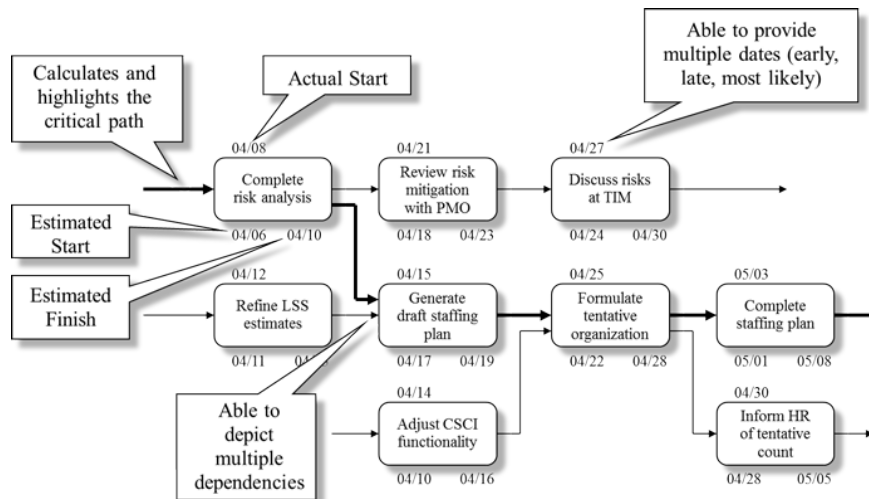 Able to provide
multiple dates (early,
late, most likely)
Calculates and
highlights the
critical path
Actual Start
04/08
04/21
04/27
Complete
risk analysis
Review risk
mitigation
with PMO
Discuss risks
at TIM
04/06
04/10
04/18
04/23
04/24
04/30
Estimated
Start
Estimated
Finish
04/12
04/15
04/25
05/03
Refine LSS
estimates
Generate
draft staffing
plan
Formulate
tentative
organization
Complete
staffing plan
04/11
04/17
04/19
04/22
04/28
05/01
05/08
Able to
depict
multiple
dependencies
04/14
04/30
Adjust CSCI
functionality
Inform HR
of tentative
count
04/10
04/16
04/28
05/05